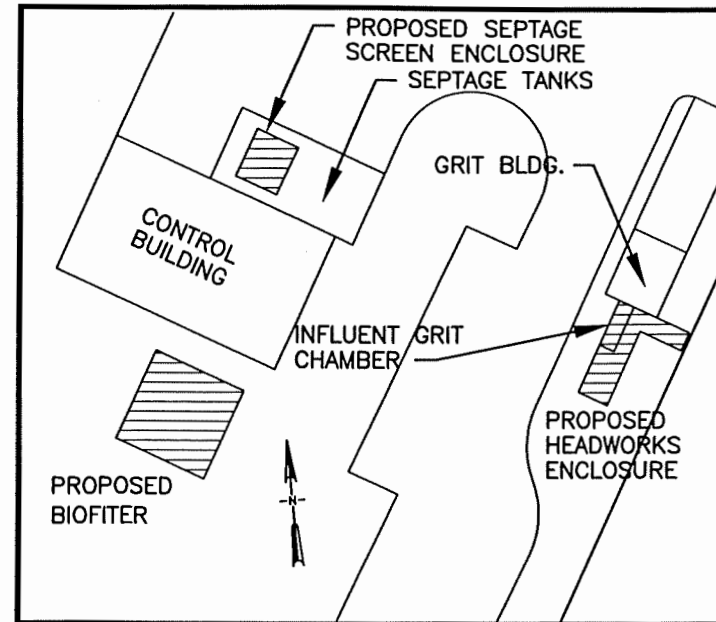 PROPOSED SEPTAGE
SCREEN ENCLOSURE
SEPTAGE TANKS
GRIT BLDG.
CONTROL
BUILDING
INFLUENT GRIT
CHAMBER
PROPOSED
HEADWORKS
ENCLOSURE
PROPOSED
BIOFITER
N